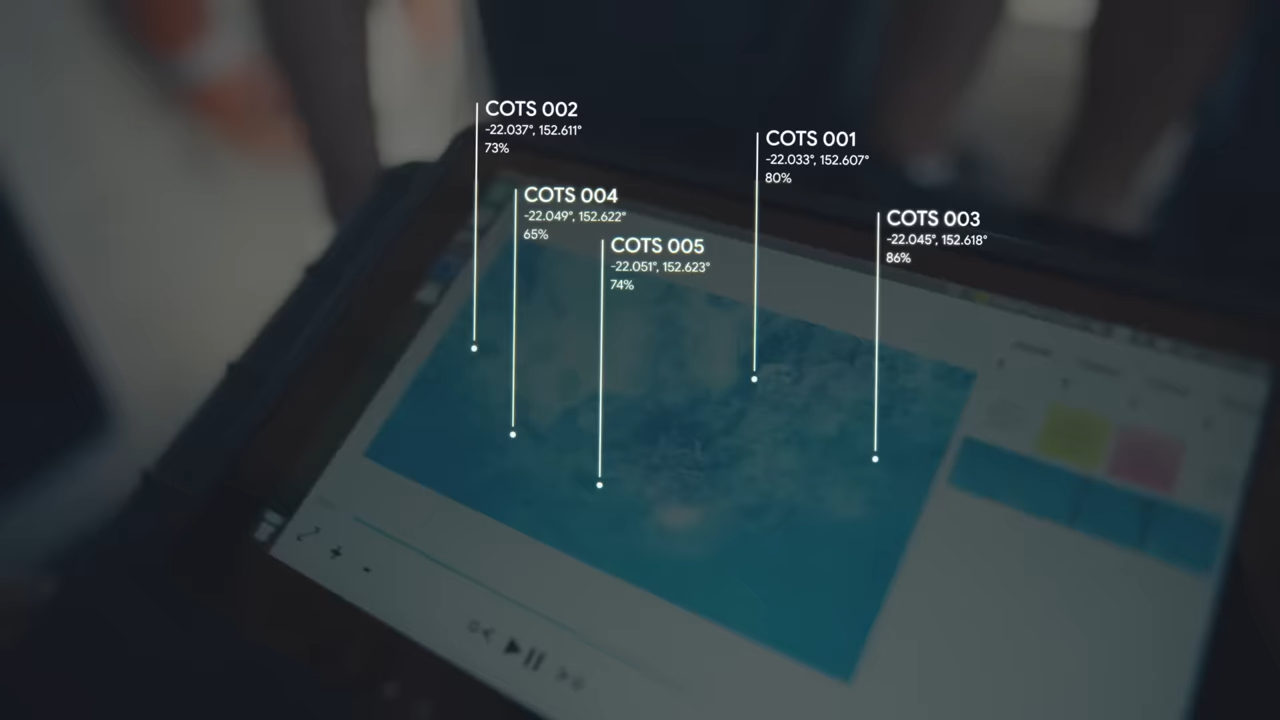 COTS 002
-22.037°, 152.611°
73%
COTS 001
-22.033°, 152.607°
80%
COTS 004
-22.049°, 152.622°
65%
COTS 003
-22.045°, 152.618°
86%
COTS 005
-22.051°, 152.623°
74%